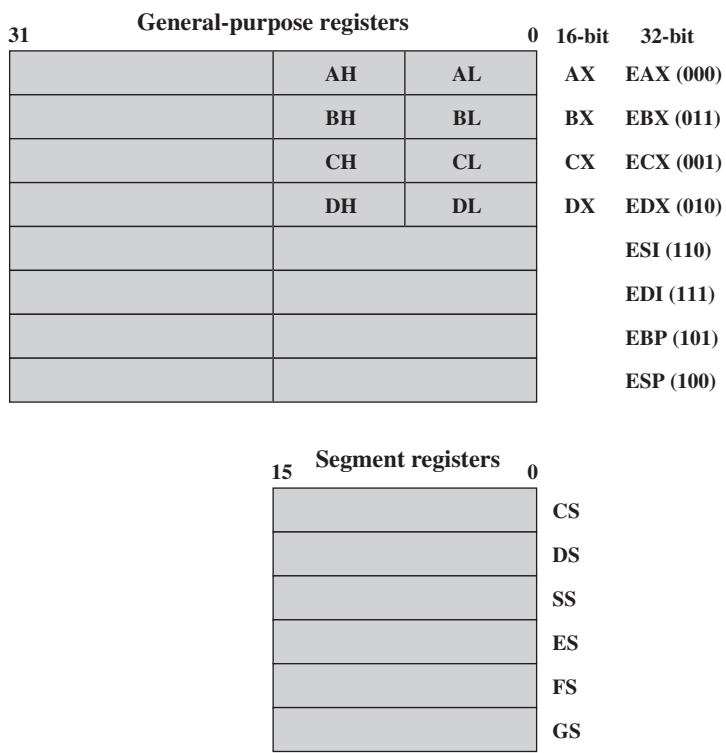 General-purpose registers
31 0 16-bit 32-bit
AH AL AX EAX (000)
BH BL BX EBX (011)
CH CL CX ECX (001)
DH DL DX EDX (010)
ESI (110)
EDI (111)
EBP (101)
ESP (100)
Segment registers
15 0
CS
DS
SS
ES
FS
GS